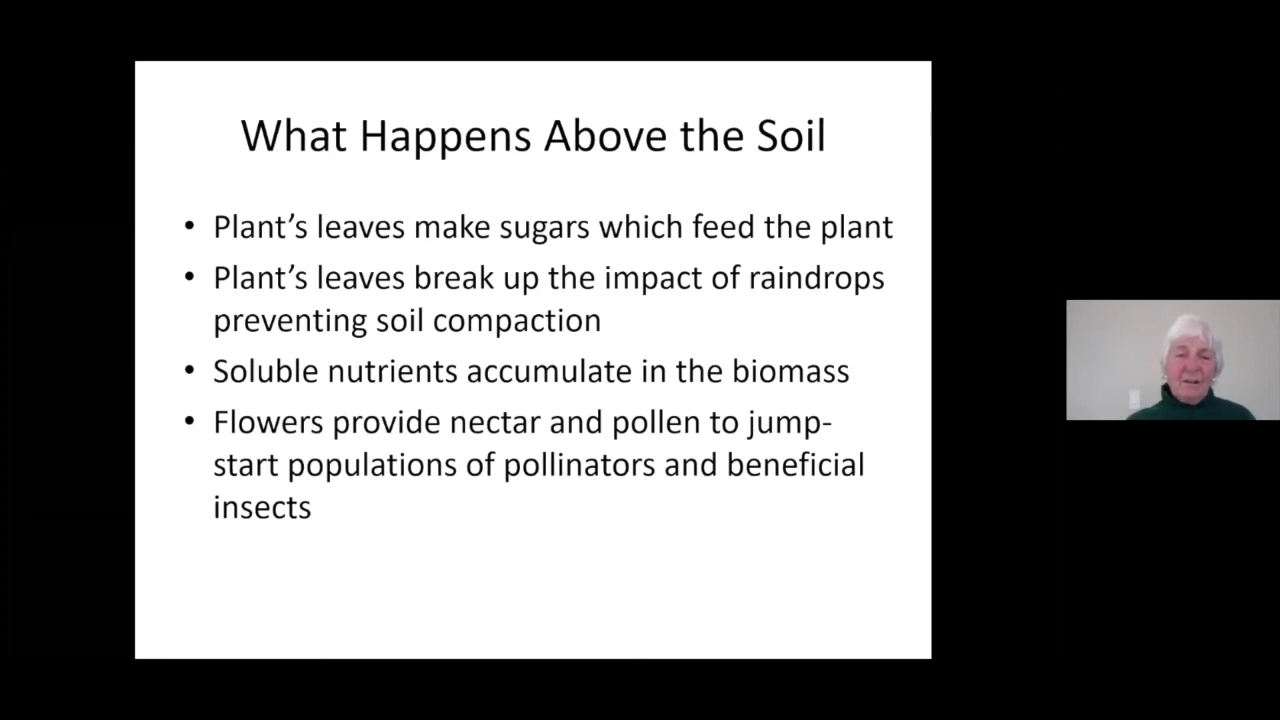 What Happens Above the Soil
• Plant’s leaves make sugars which feed the plant
• Plant’s leaves break up the impact of raindrops
preventing soil compaction
• Soluble nutrients accumulate in the biomass
• Flowers provide nectar and pollen to jump-
start populations of pollinators and beneficial
insects